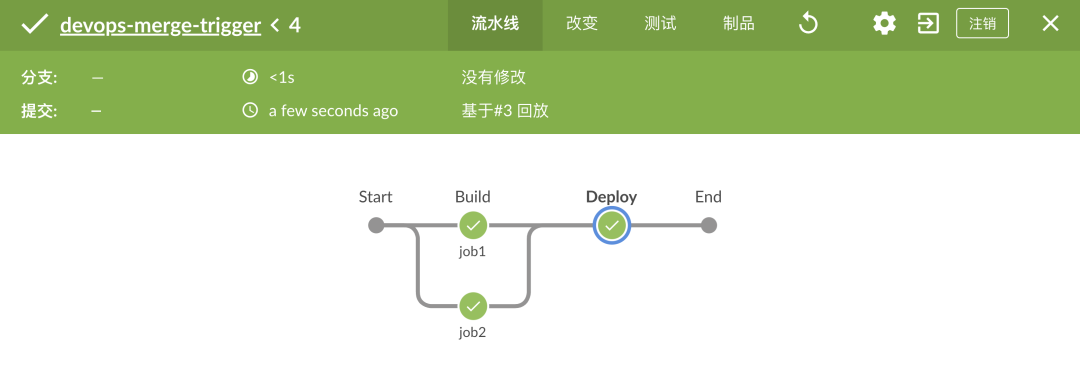 devops-merge-trigger < 4
流水线 改变 测试 制品 注销
分支: — <1s 没有修改
提交: — a few seconds ago 基于#3 回放
Start Build Deploy End
job1
job2